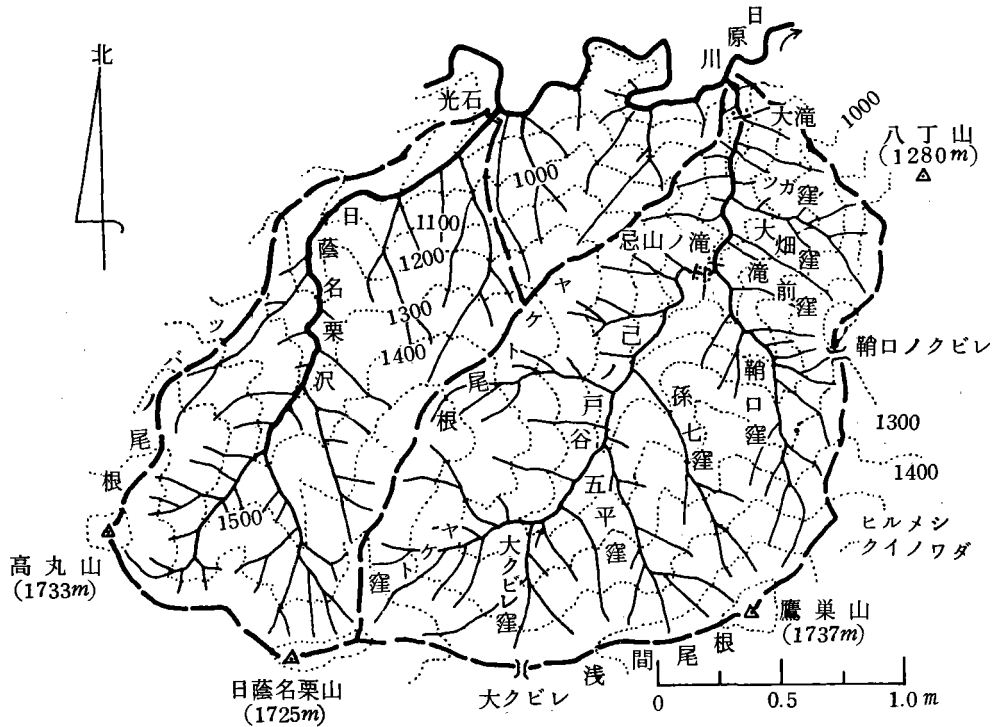 北
日原川
光石
大滝
1000
八丁山
(1280m)
ツガ窪
1000
日蔭名栗沢
1100
1200
1300
1400
忌山ノ滝
大畑窪
滝前窪
ヤケト尾根
鞘口ノクビレ
巳ノ戸谷
孫七窪
鞘口窪
1300
1400
ツバノ尾根
五平窪
1500
ヤケト窪
大クビレ窪
ヒルメシ
クイノワダ
高丸山
(1733m)
鷹巣山
(1737m)
浅間尾根
日蔭名栗山
(1725m)
大クビレ
0 0.5 1.0m